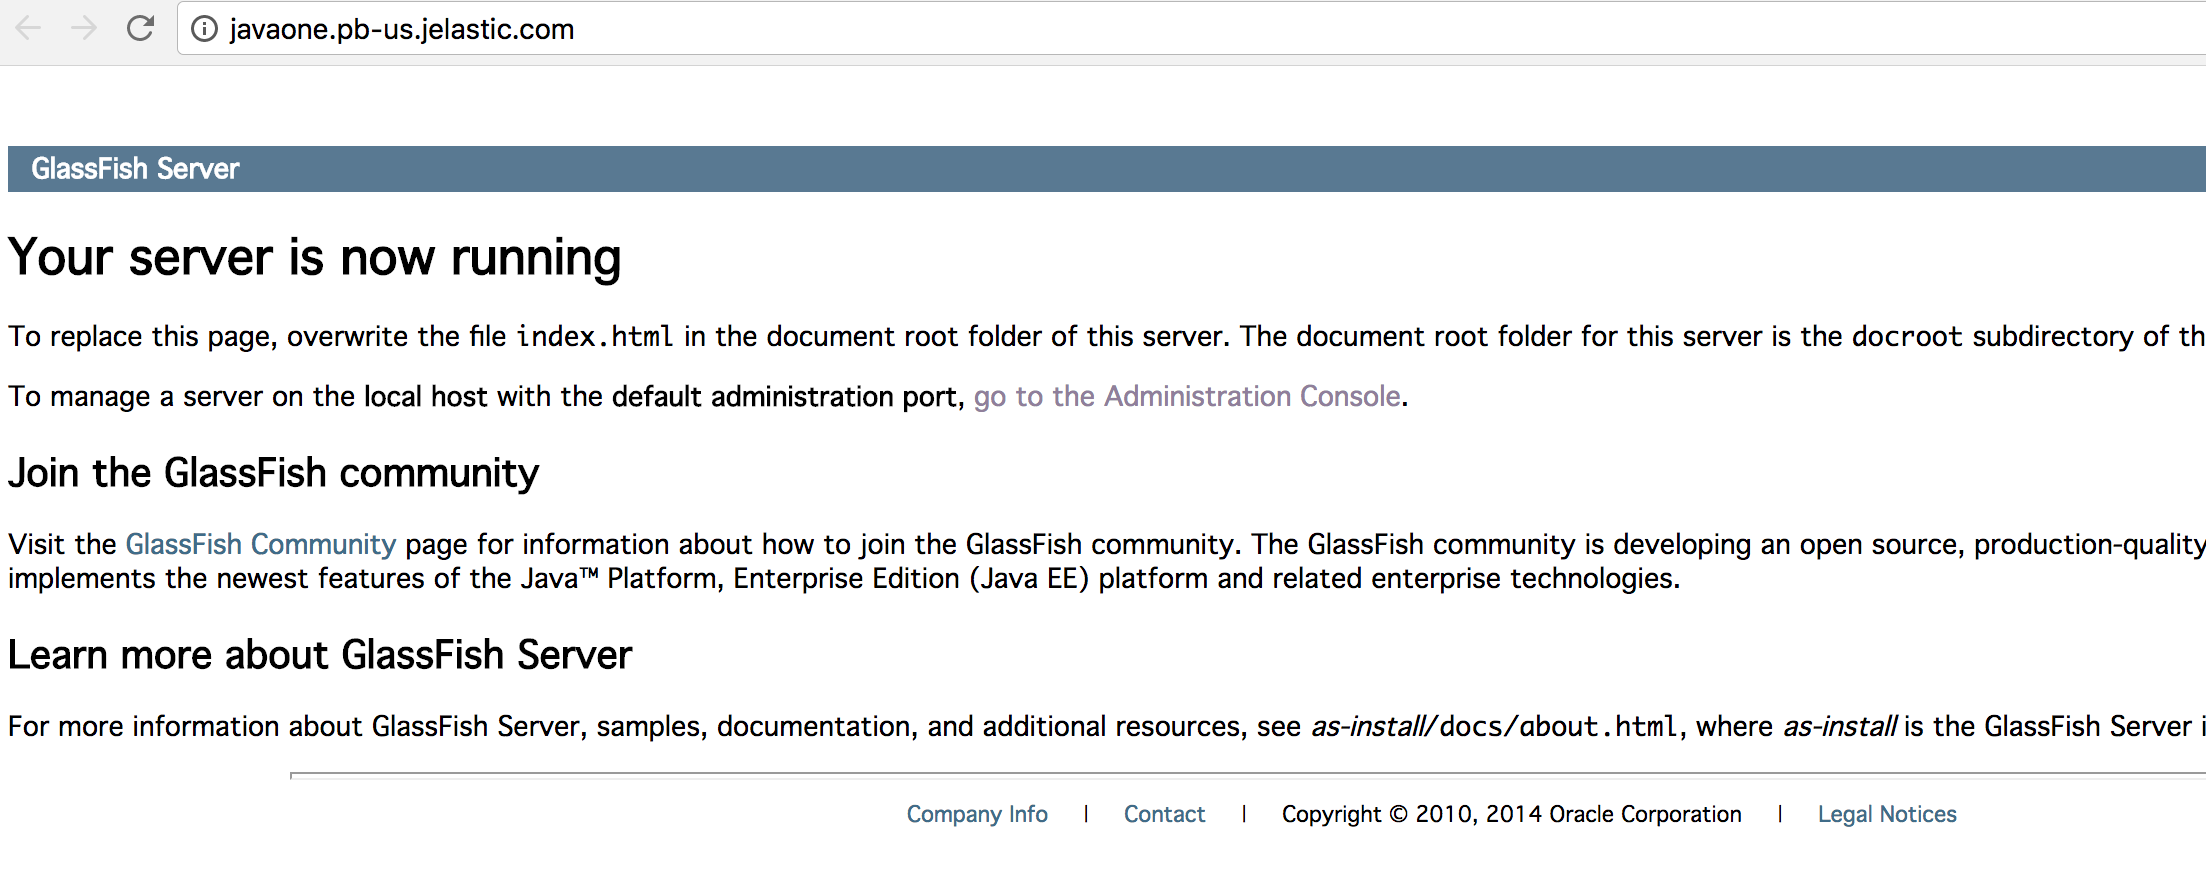 javaone.pb-us.jelastic.com
GlassFish Server
Your server is now running
To replace this page, overwrite the file index.html in the document root folder of this server. The document root folder for this server is the docroot subdirectory of th
To manage a server on the local host with the default administration port, go to the Administration Console.
Join the GlassFish community
Visit the GlassFish Community page for information about how to join the GlassFish community. The GlassFish community is developing an open source, production-quality
implements the newest features of the Java™ Platform, Enterprise Edition (Java EE) platform and related enterprise technologies.
Learn more about GlassFish Server
For more information about GlassFish Server, samples, documentation, and additional resources, see as-install/docs/about.html, where as-install is the GlassFish Server i
Company Info | Contact | Copyright © 2010, 2014 Oracle Corporation | Legal Notices